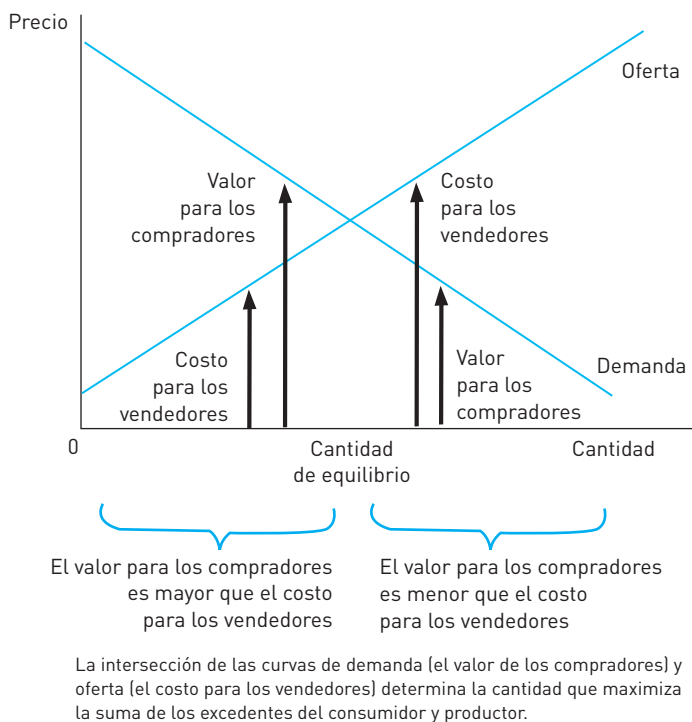 Precio
Oferta
Valor
para los
compradores
Costo
para los
vendedores
Costo
para los
vendedores
Valor
para los
compradores
Demanda
0
Cantidad
de equilibrio
Cantidad
El valor para los compradores
es mayor que el costo
para los vendedores
El valor para los compradores
es menor que el costo
para los vendedores
La intersección de las curvas de demanda (el valor de los compradores) y
oferta (el costo para los vendedores) determina la cantidad que maximiza
la suma de los excedentes del consumidor y productor.